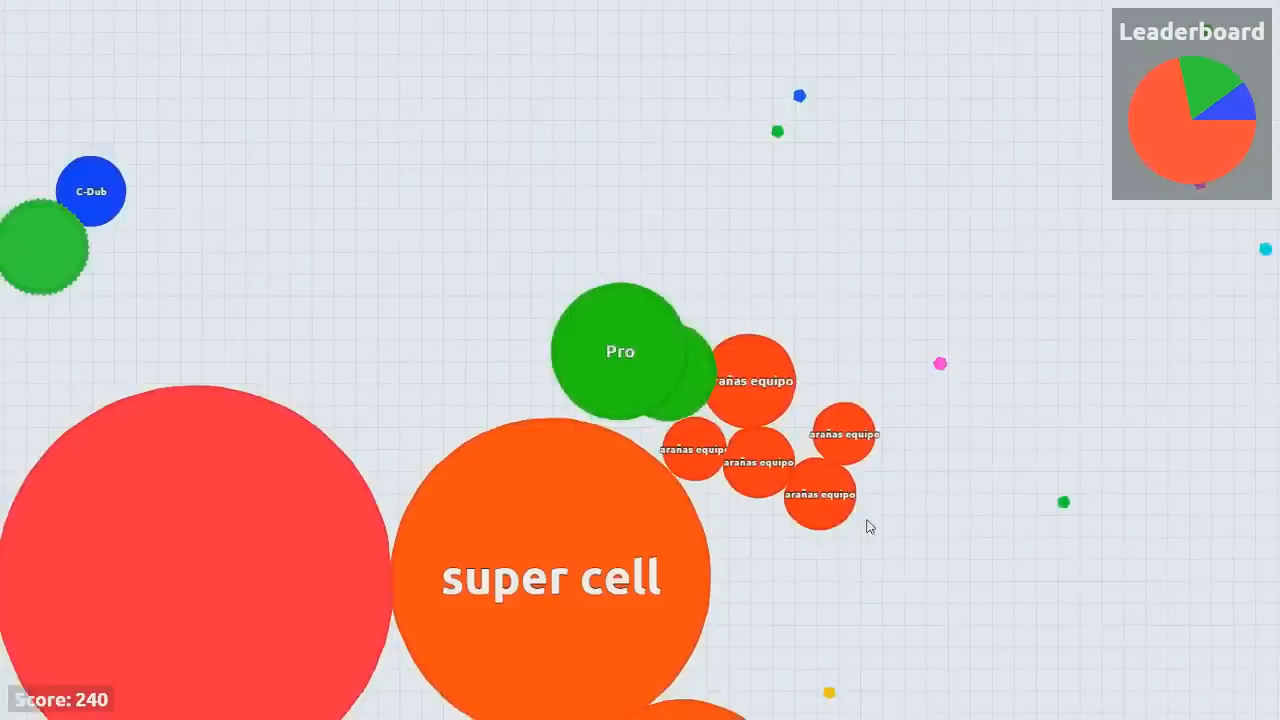 Leaderboard
C-Dub
Pro
arañas equipo
arañas equipo
arañas equipo
arañas equipo
arañas equipo
super cell
Score: 240